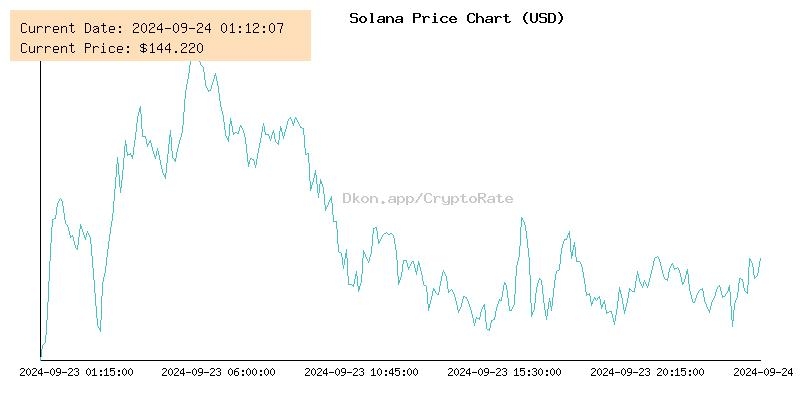 Solana Price Chart (USD)
Current Date: 2024-09-24 01:12:07
Current Price: $144.220
Dkon.app/CryptoRate
2024-09-23 01:15:00 2024-09-23 06:00:00 2024-09-23 10:45:00 2024-09-23 15:30:00 2024-09-23 20:15:00 2024-09-24